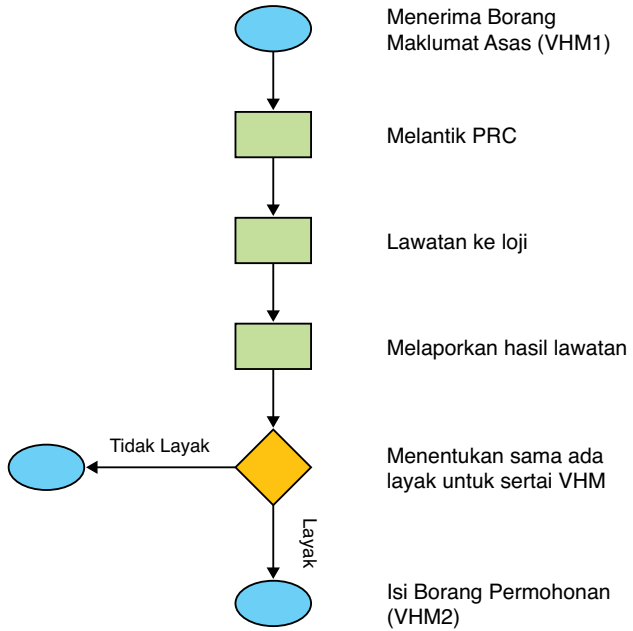 Menerima Borang
Maklumat Asas (VHM1)
Melantik PRC
Lawatan ke loji
Melaporkan hasil lawatan
Tidak Layak
Menentukan sama ada
layak untuk sertai VHM
Layak
Isi Borang Permohonan
(VHM2)